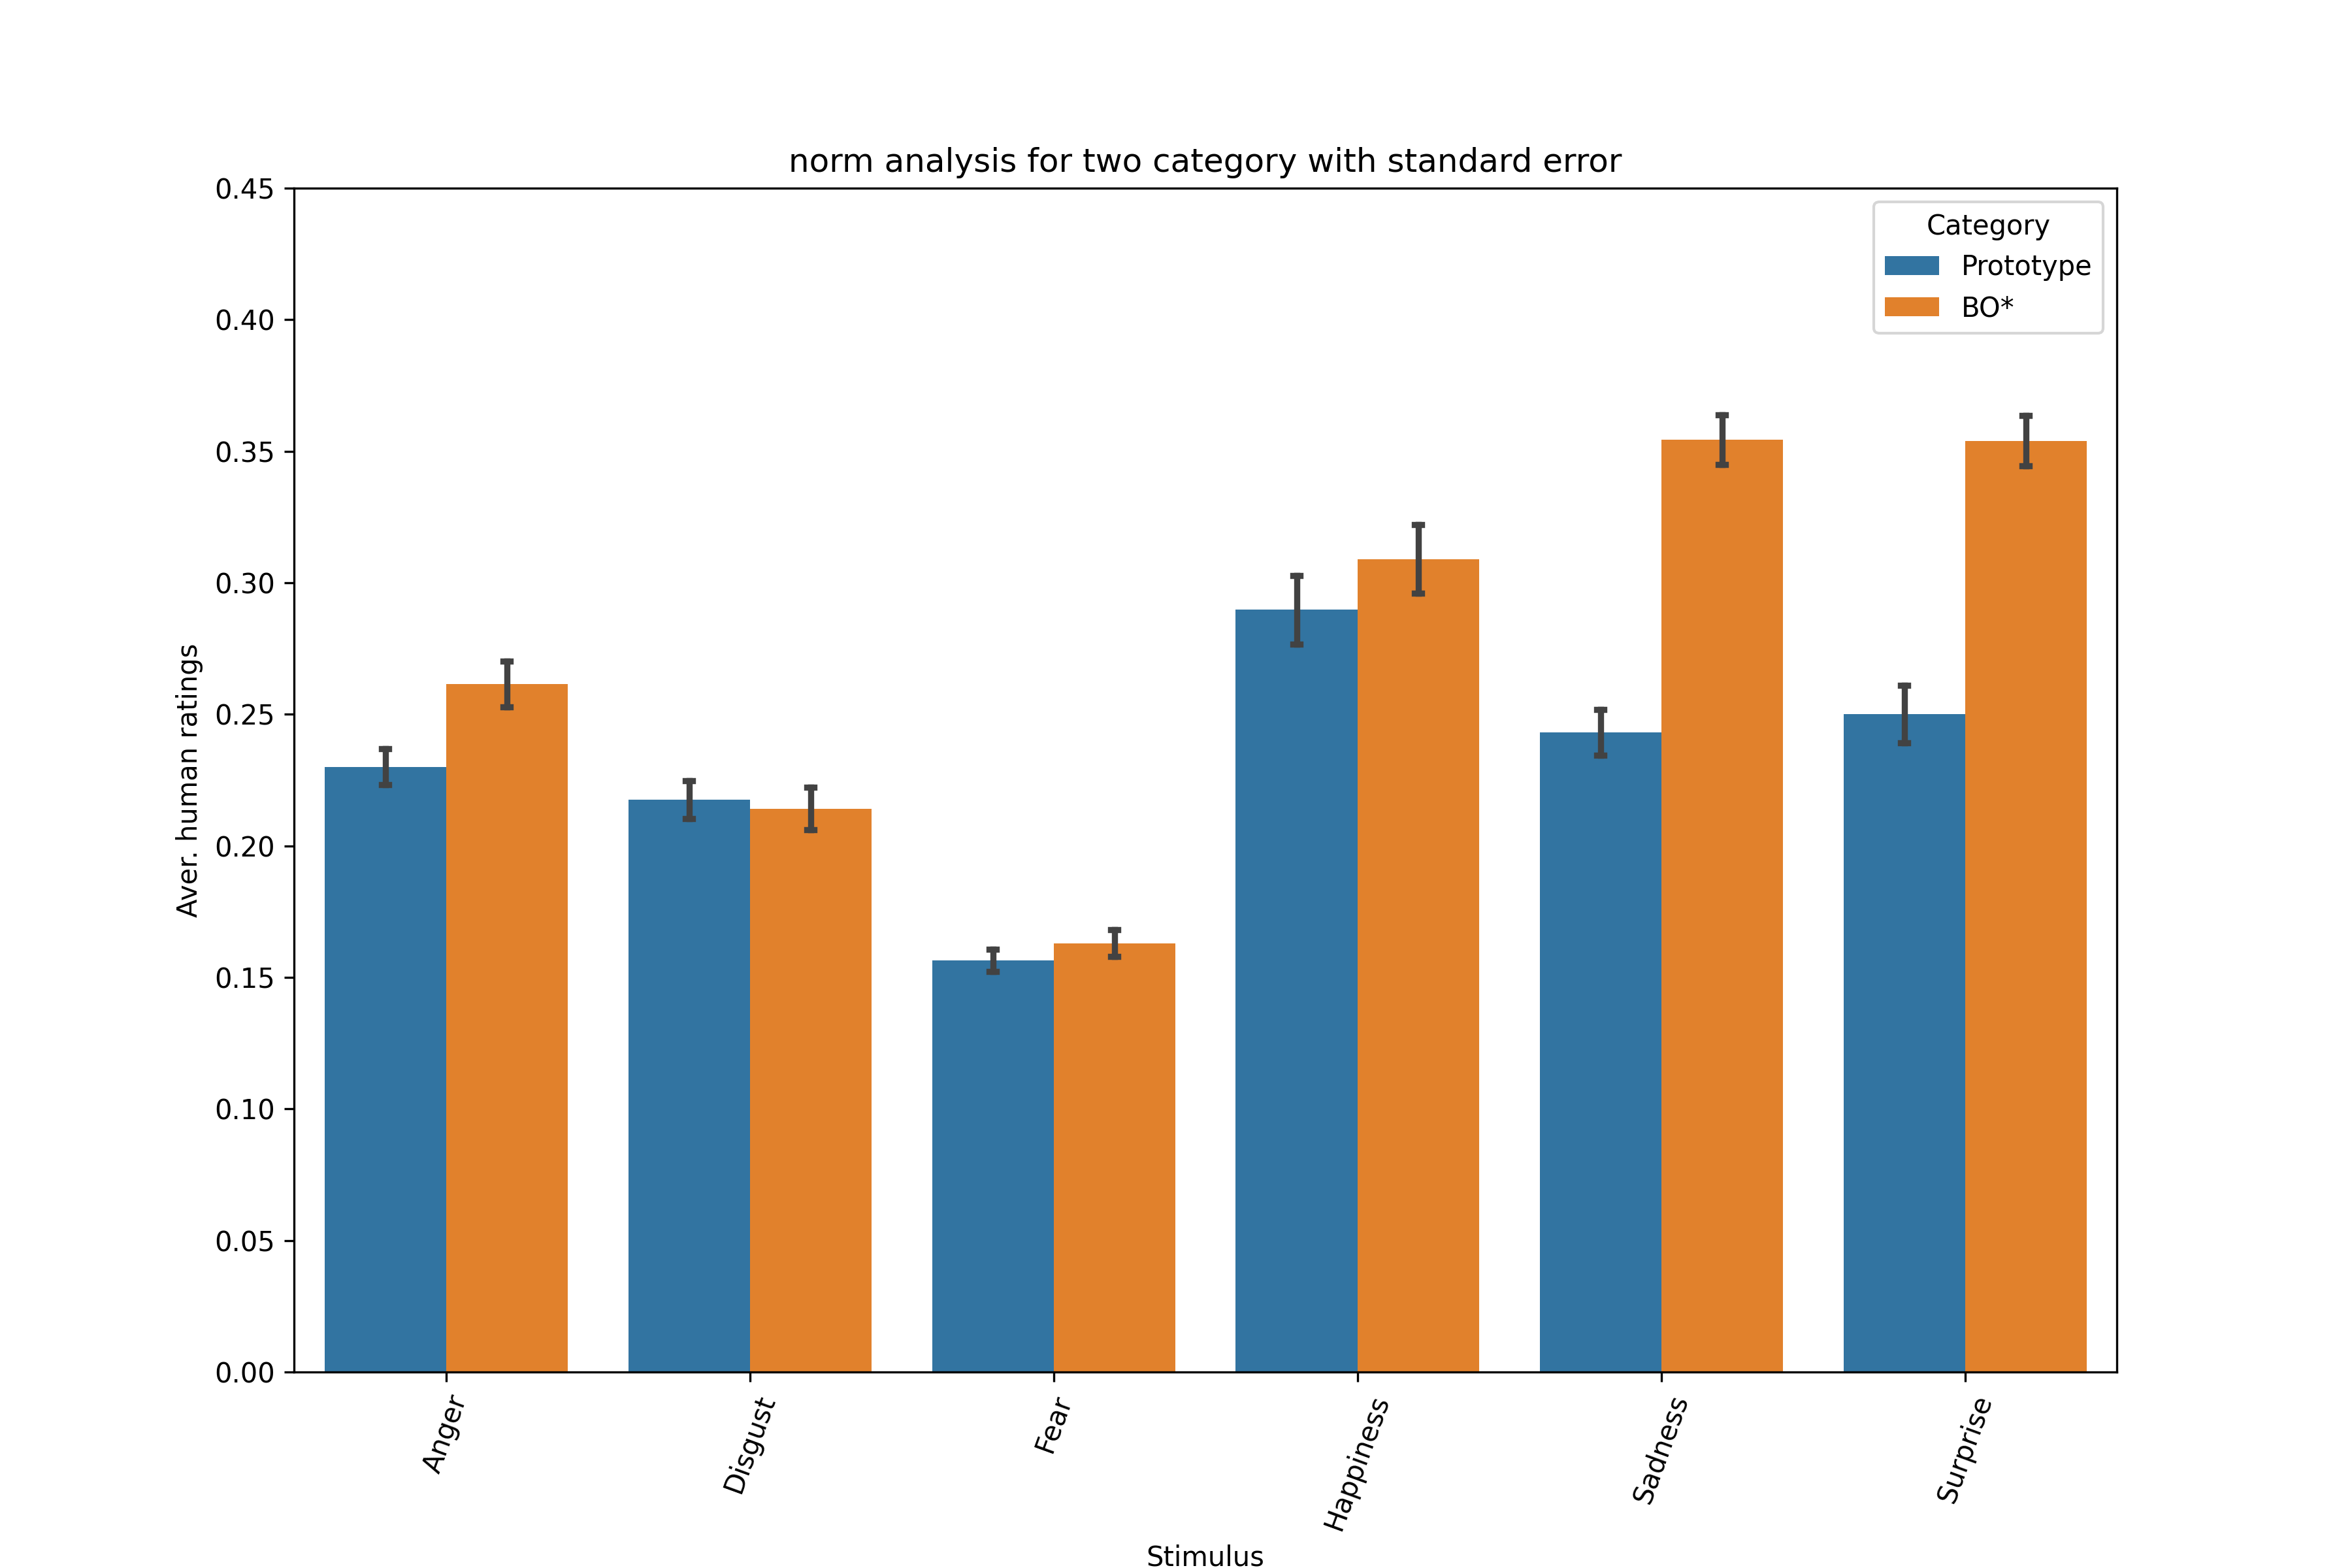 norm analysis for two category with standard error
Category
Prototype
BO*
Aver. human ratings
0.45
0.40
0.35
0.30
0.25
0.20
0.15
0.10
0.05
0.00
Anger
Disgust
Fear
Happiness
Sadness
Surprise
Stimulus